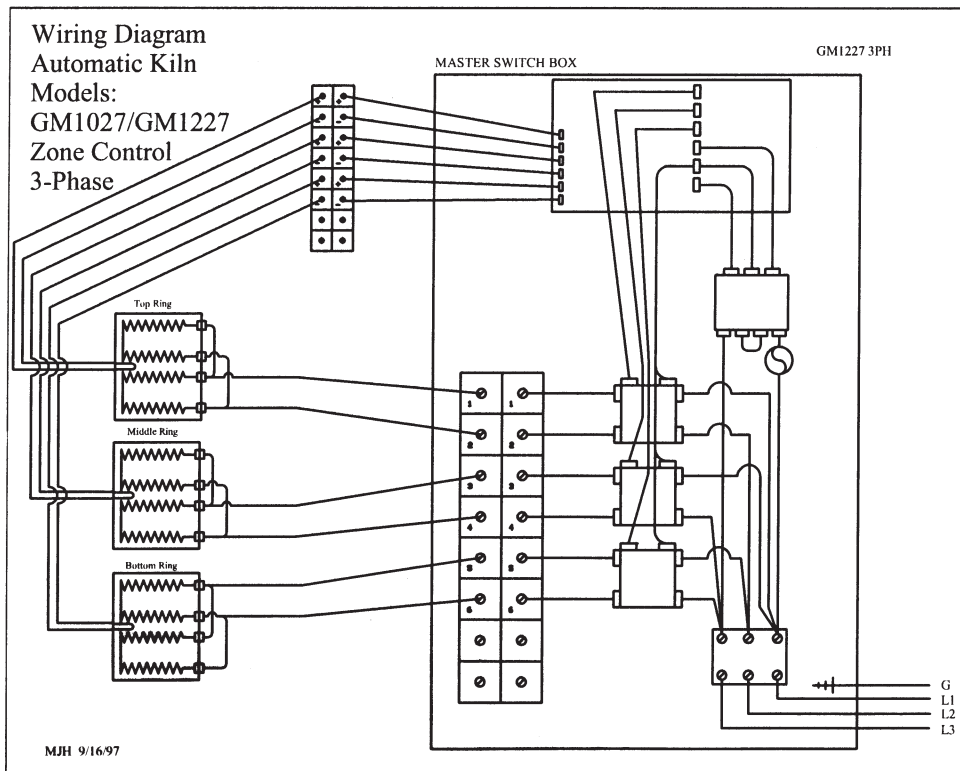 Wiring Diagram
Automatic Kiln
Models:
GM1027/GM1227
Zone Control
3-Phase
GM1227 3PH
MASTER SWITCH BOX
+ +
- -
+ +
- -
+ +
- -
Top Ring
Middle Ring
Bottom Ring
1 1
2 2
3 3
4 4
5 5
6 6
G
L1
L2
L3
MJH 9/16/97